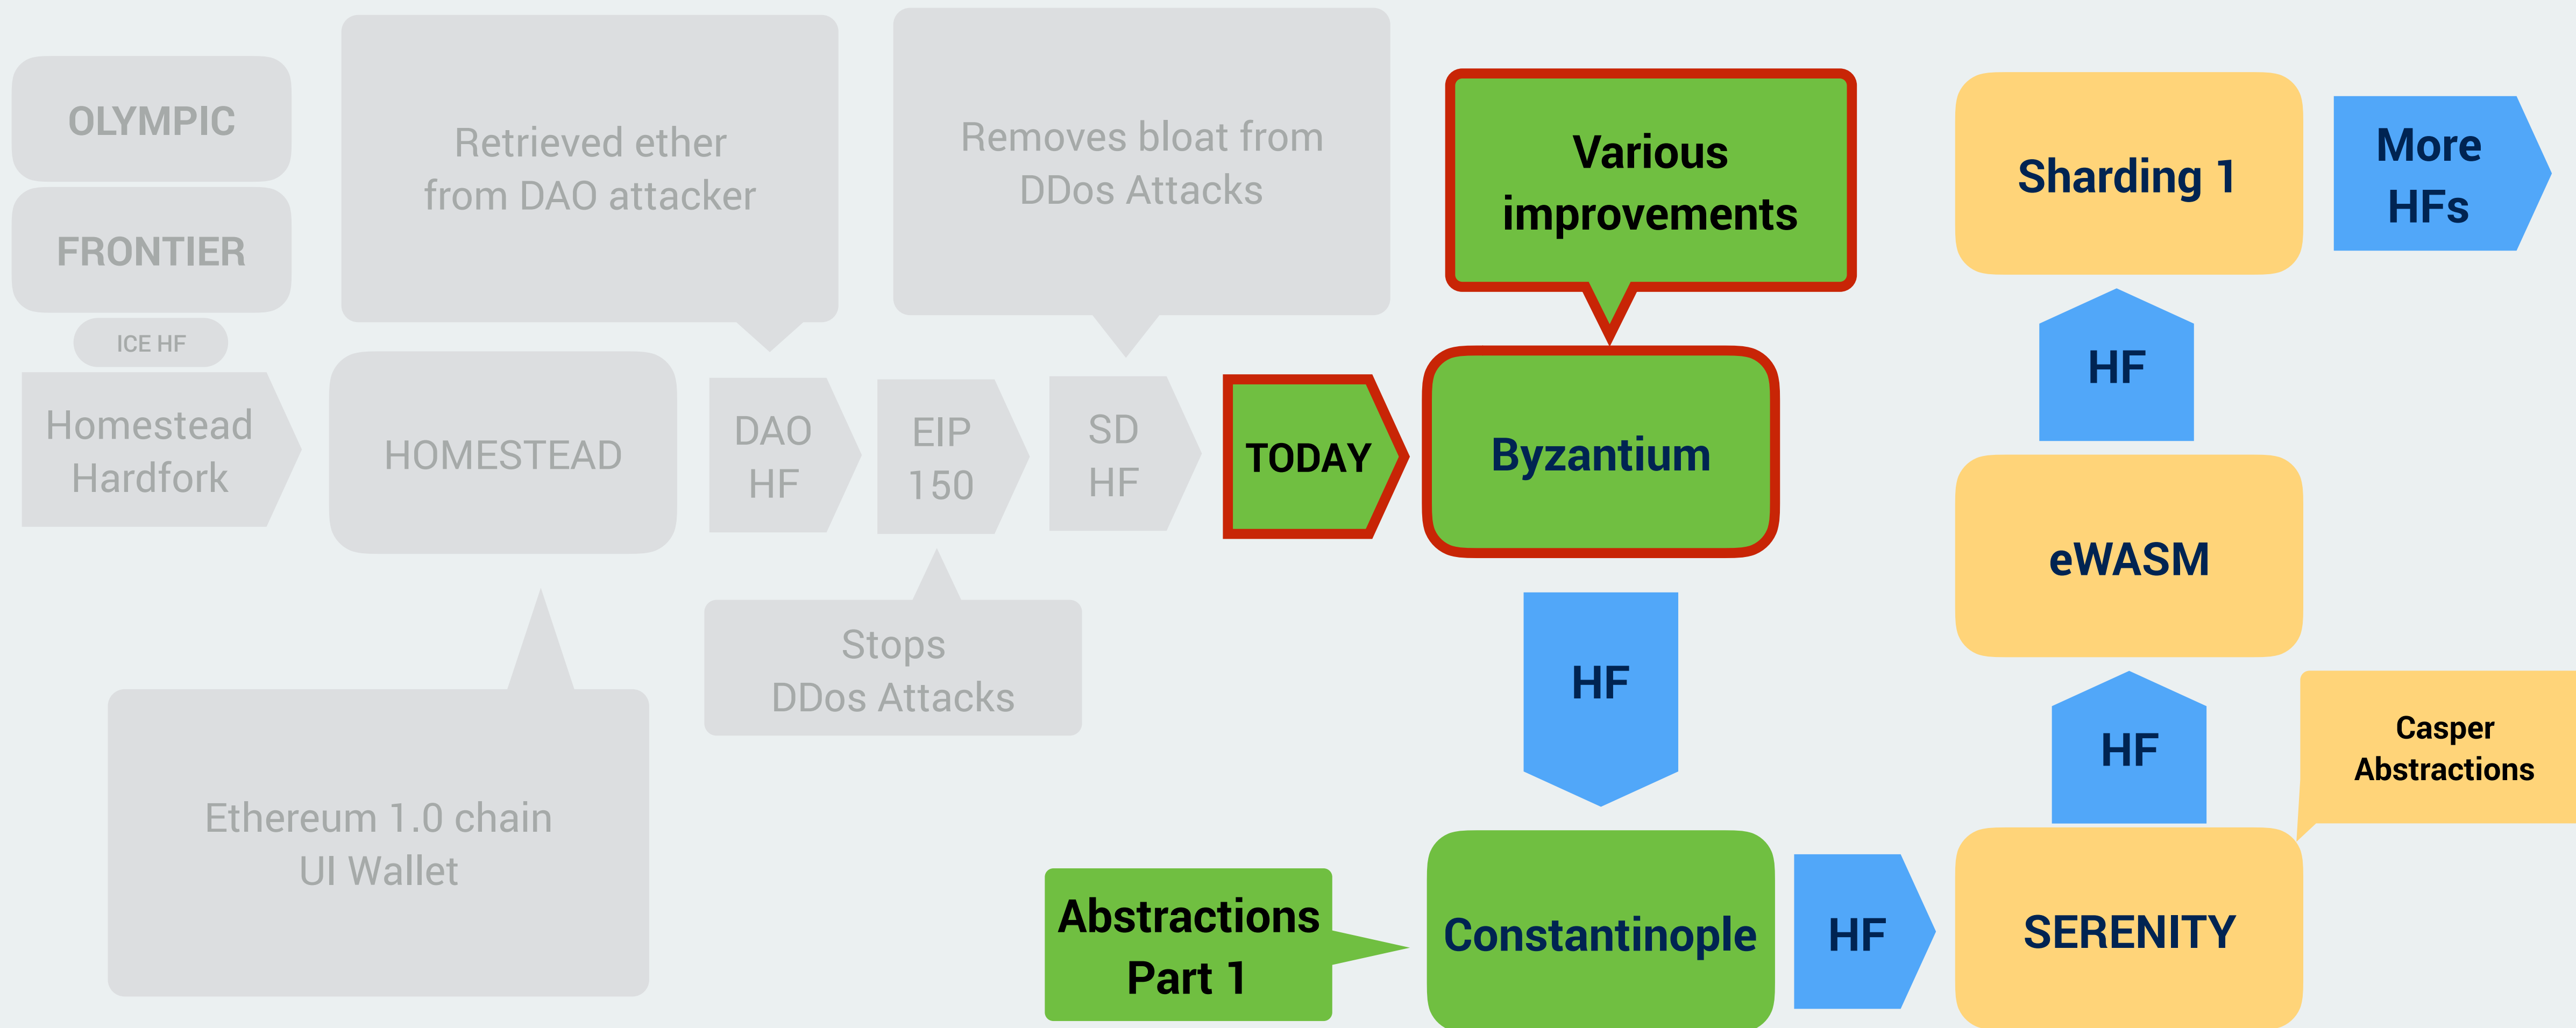 OLYMPIC
FRONTIER
ICE HF
Homestead
Hardfork
Retrieved ether
from DAO attacker
HOMESTEAD
Ethereum 1.0 chain
UI Wallet
DAO
HF
EIP
150
Stops
DDos Attacks
Removes bloat from
DDos Attacks
SD
HF
TODAY
Various
improvements
Byzantium
HF
Abstractions
Part 1
Constantinople
HF
SERENITY
Casper
Abstractions
HF
eWASM
HF
Sharding 1
More
HFs